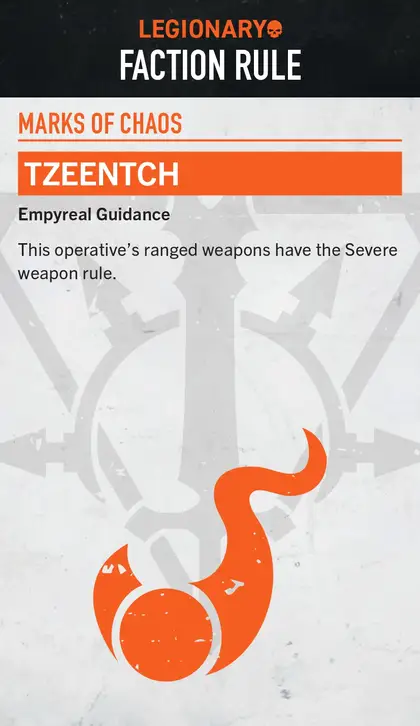 LEGIONARY
FACTION RULE
MARKS OF CHAOS
TZEENTCH
Empyreal Guidance
This operative’s ranged weapons have the Severe
weapon rule.